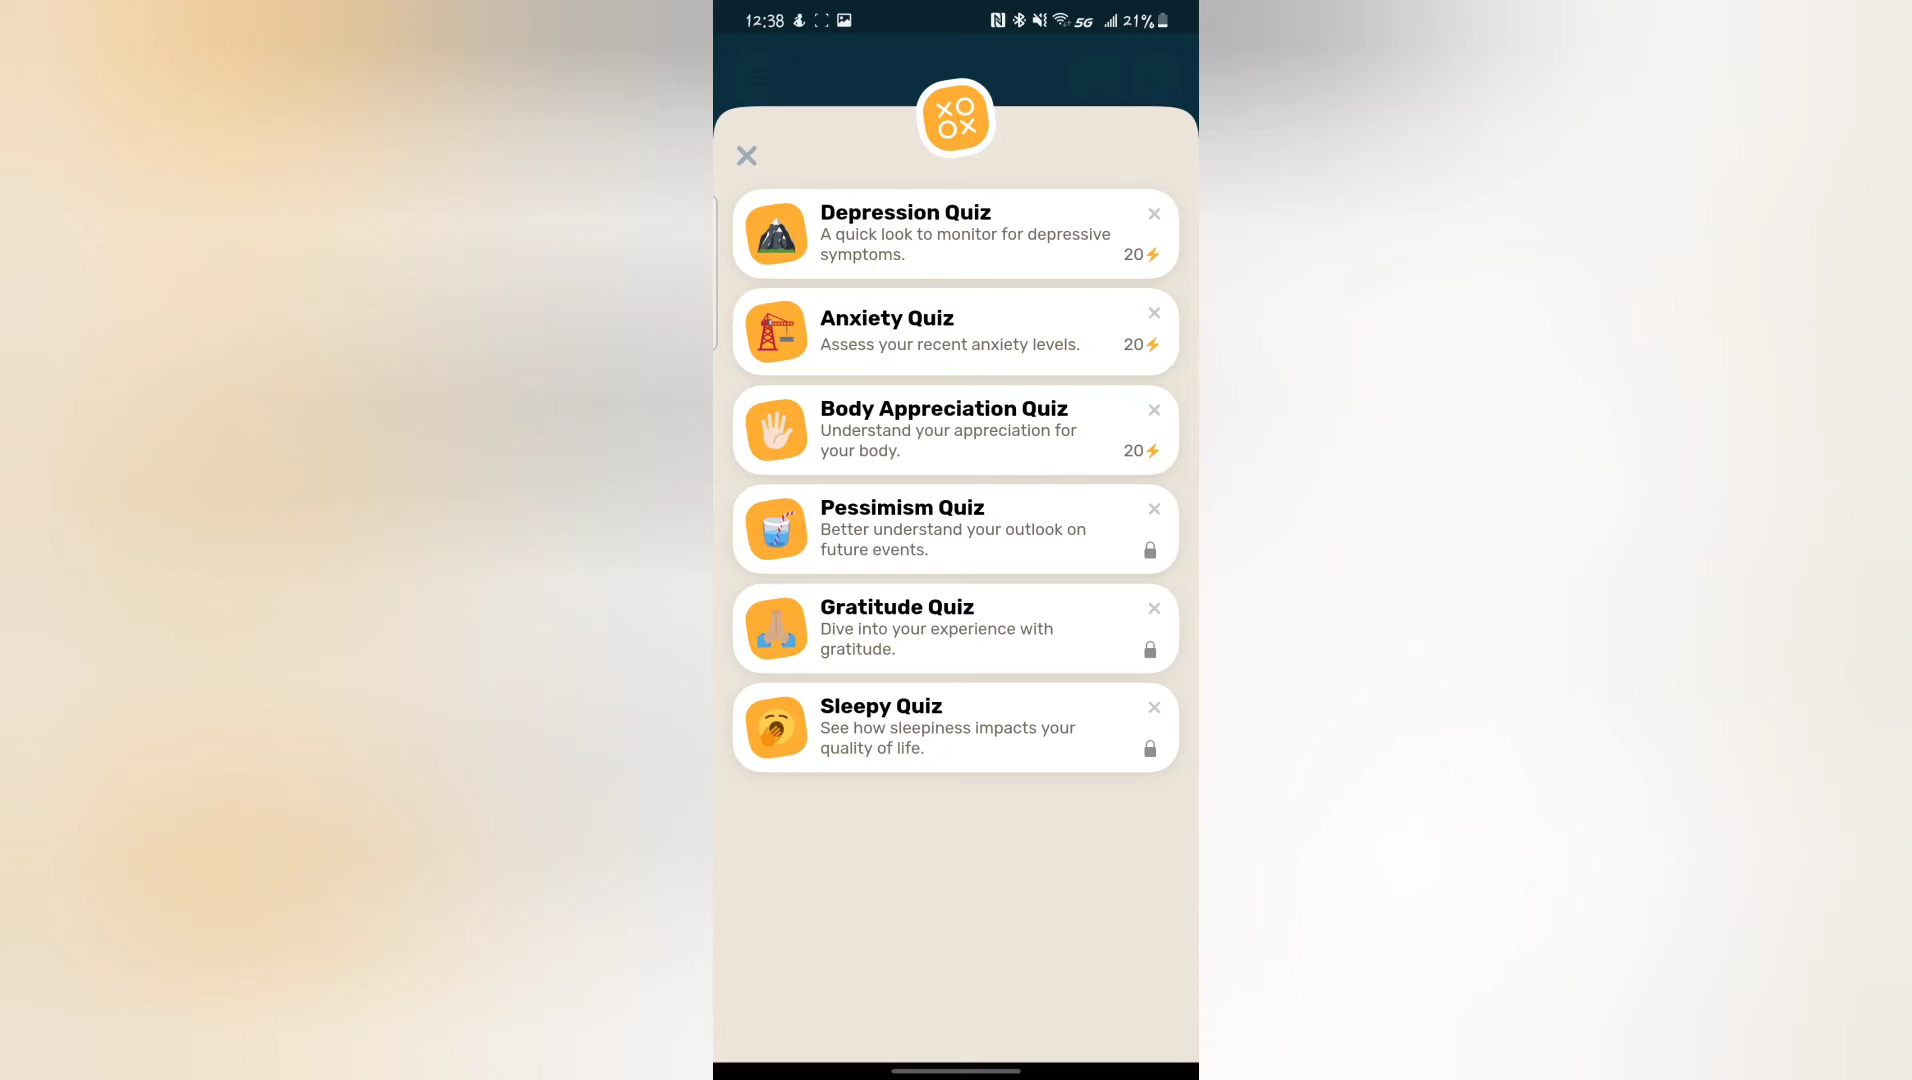 12:38 5G 21%
Depression Quiz
A quick look to monitor for depressive
symptoms.
20
Anxiety Quiz
Assess your recent anxiety levels.
20
Body Appreciation Quiz
Understand your appreciation for
your body.
20
Pessimism Quiz
Better understand your outlook on
future events.
Gratitude Quiz
Dive into your experience with
gratitude.
Sleepy Quiz
See how sleepiness impacts your
quality of life.